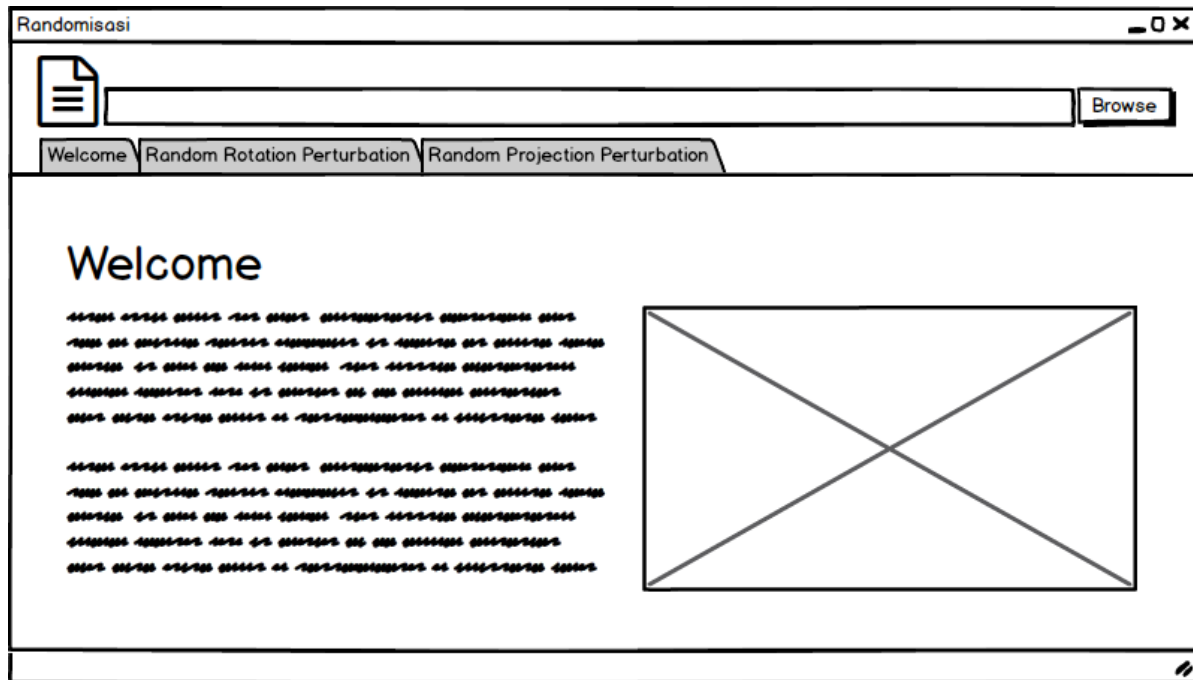 Randomisasi
Browse
Welcome Random Rotation Perturbation Random Projection Perturbation
Welcome